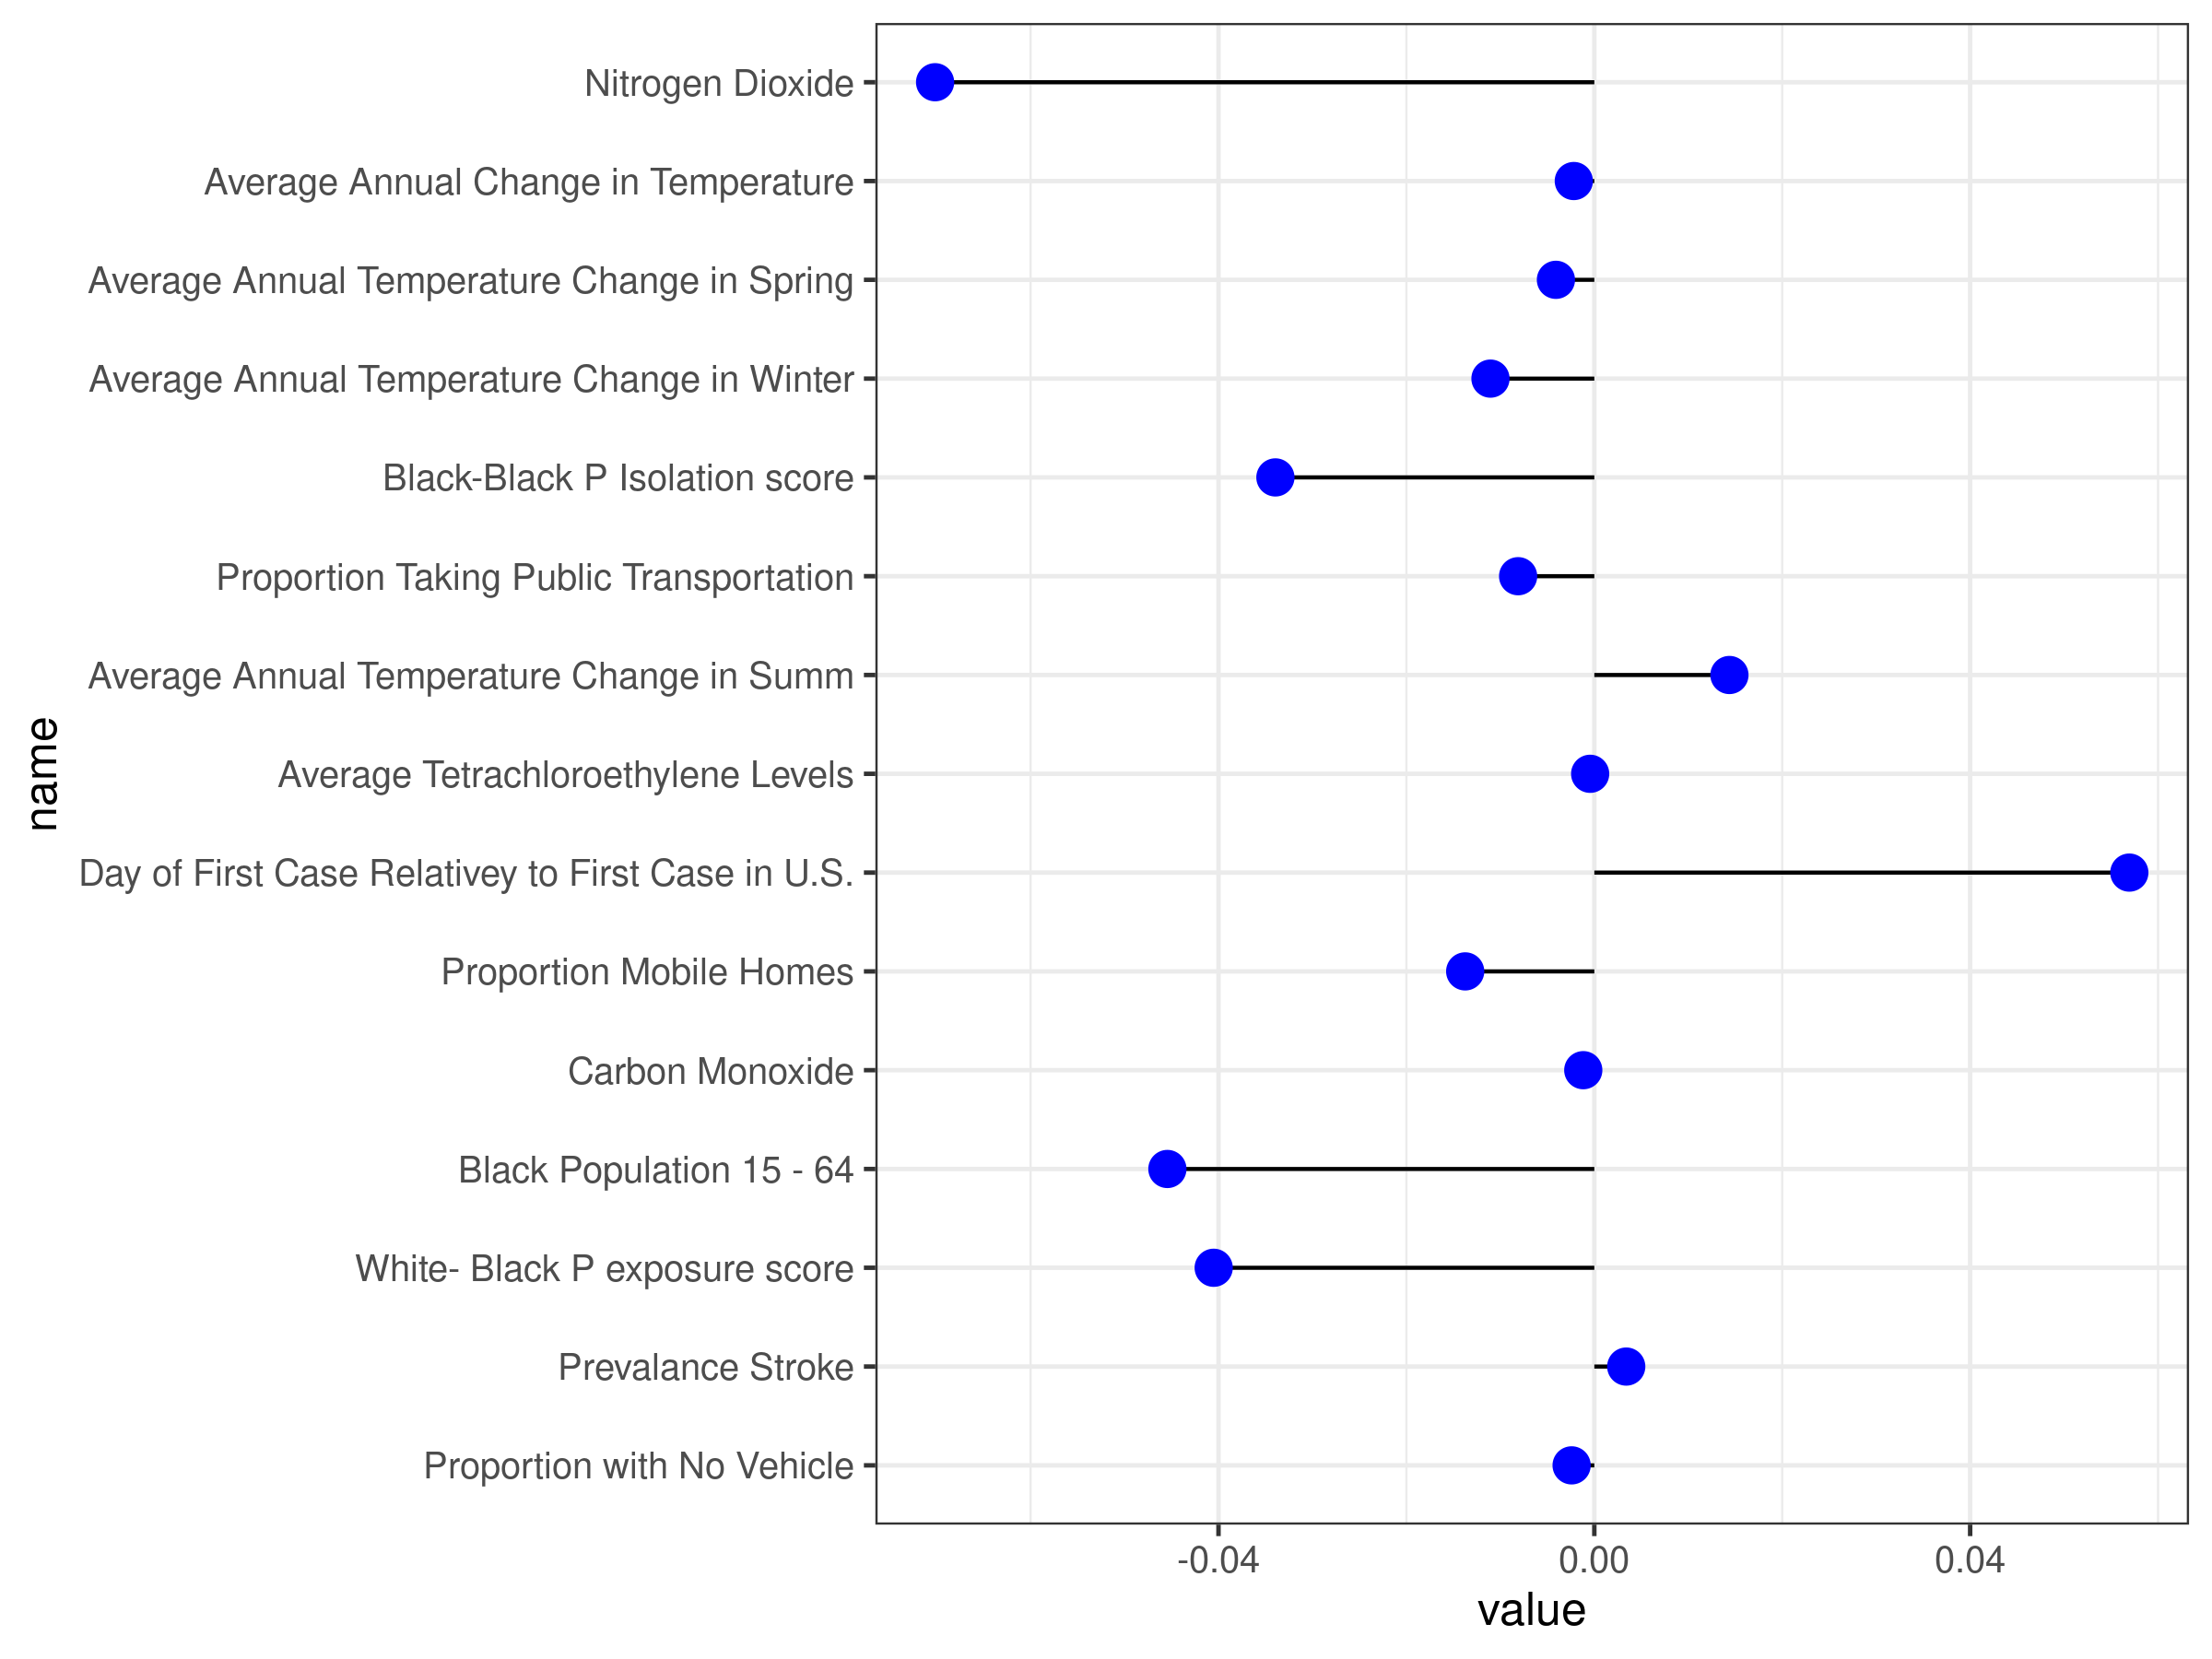 Nitrogen Dioxide
Average Annual Change in Temperature
Average Annual Temperature Change in Spring
Average Annual Temperature Change in Winter
Black-Black P Isolation score
Proportion Taking Public Transportation
Average Annual Temperature Change in Summ
Average Tetrachloroethylene Levels
Day of First Case Relativey to First Case in U.S.
Proportion Mobile Homes
Carbon Monoxide
Black Population 15 - 64
White- Black P exposure score
Prevalance Stroke
Proportion with No Vehicle
name
-0.04 0.00 0.04
value